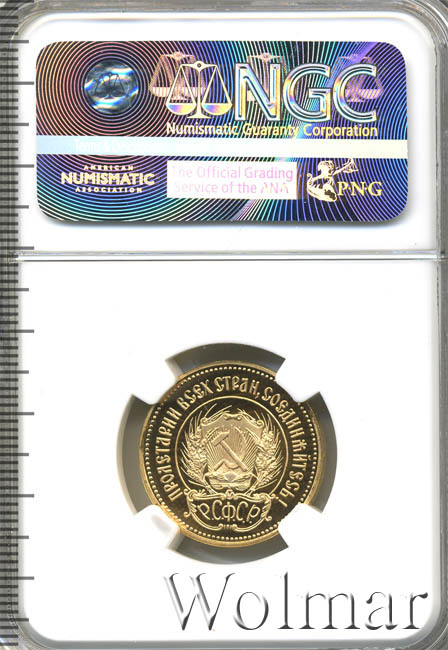 NGC
Numismatic Guaranty Corporation
AMERICAN
NUMISMATIC
ASSOCIATION
The Official Grading
Service of the ANA
PNG
ПРОЛЕТАРИИ ВСЕХ СТРАН, СОЕДИНЯЙТЕСЬ!
Р.С.Ф.С.Р.
Wolmar